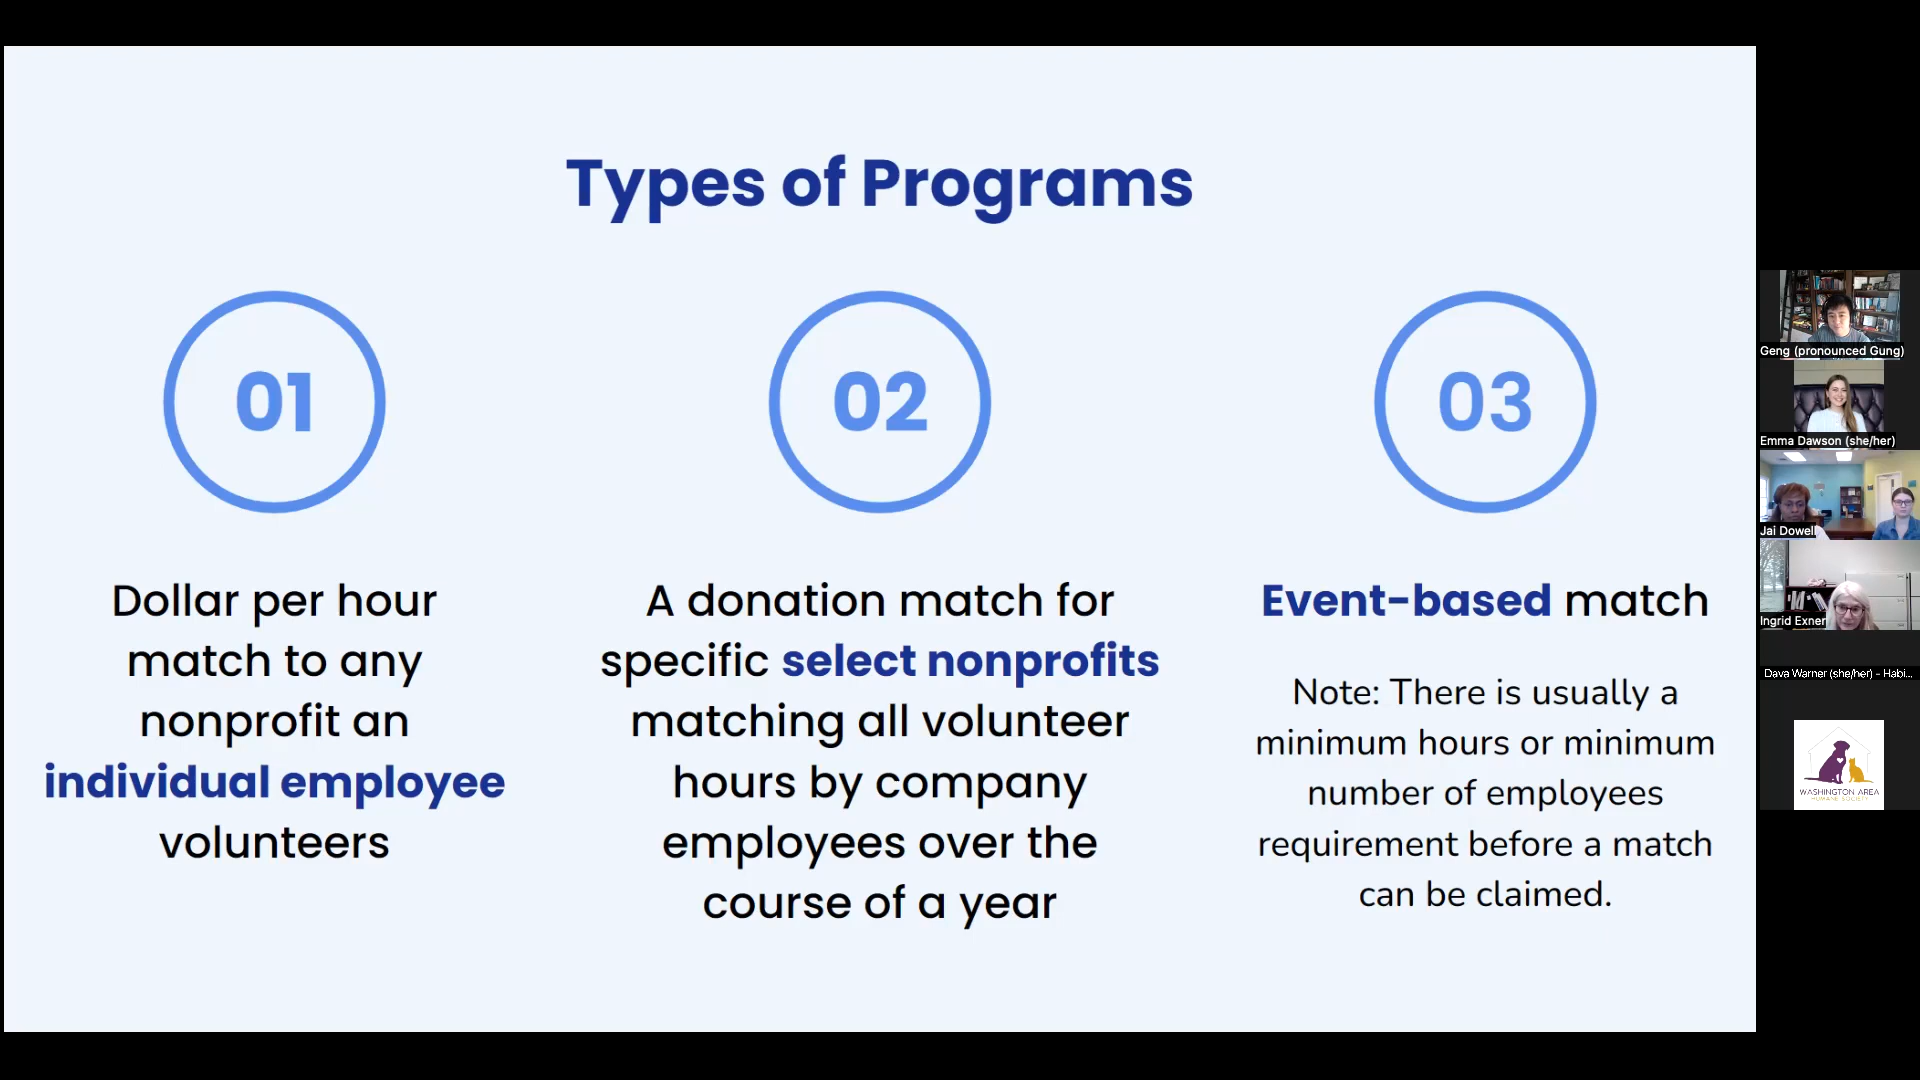 Types of Programs
01
Dollar per hour
match to any
nonprofit an
individual employee
volunteers
02
A donation match for
specific select nonprofits
matching all volunteer
hours by company
employees over the
course of a year
03
Event-based match
Note: There is usually a
minimum hours or minimum
number of employees
requirement before a match
can be claimed.
Geng (pronounced Gung)
Emma Dawson (she/her)
Jai Dowell
Ingrid Exner
Dava Warner (she/her) - Habi...
WASHINGTON AREA
HUMANE SOCIETY